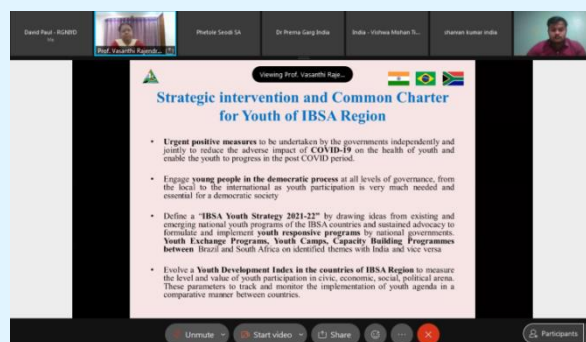 David Paul - RGNIYD
Phetole Seodi SA
Dr Prerna Garg India
India - Vishwa Mohan Ti...
sharvan kumar india
Prof. Vasanthi Rajendr...
Viewing Prof. Vasanthi Raje...
Strategic intervention and Common Charter
for Youth of IBSA Region
• Urgent positive measures to be undertaken by the governments independently and
jointly to reduce the adverse impact of COVID-19 on the health of youth and
enable the youth to progress in the post COVID period.
• Engage young people in the democratic process at all levels of governance, from
the local to the international as youth participation is very much needed and
essential for a democratic society
• Define a “IBSA Youth Strategy 2021-22” by drawing ideas from existing and
emerging national youth programs of the IBSA countries and sustained advocacy to
formulate and implement youth responsive programs by national governments.
Youth Exchange Programs, Youth Camps, Capacity Building Programmes
between Brazil and South Africa on identified themes with India and vice versa
• Evolve a Youth Development Index in the countries of IBSA Region to measure
the level and value of youth participation in civic, economic, social, political arena.
These parameters to track and monitor the implementation of youth agenda in a
comparative manner between countries.
Unmute
Start video
Share
Participants